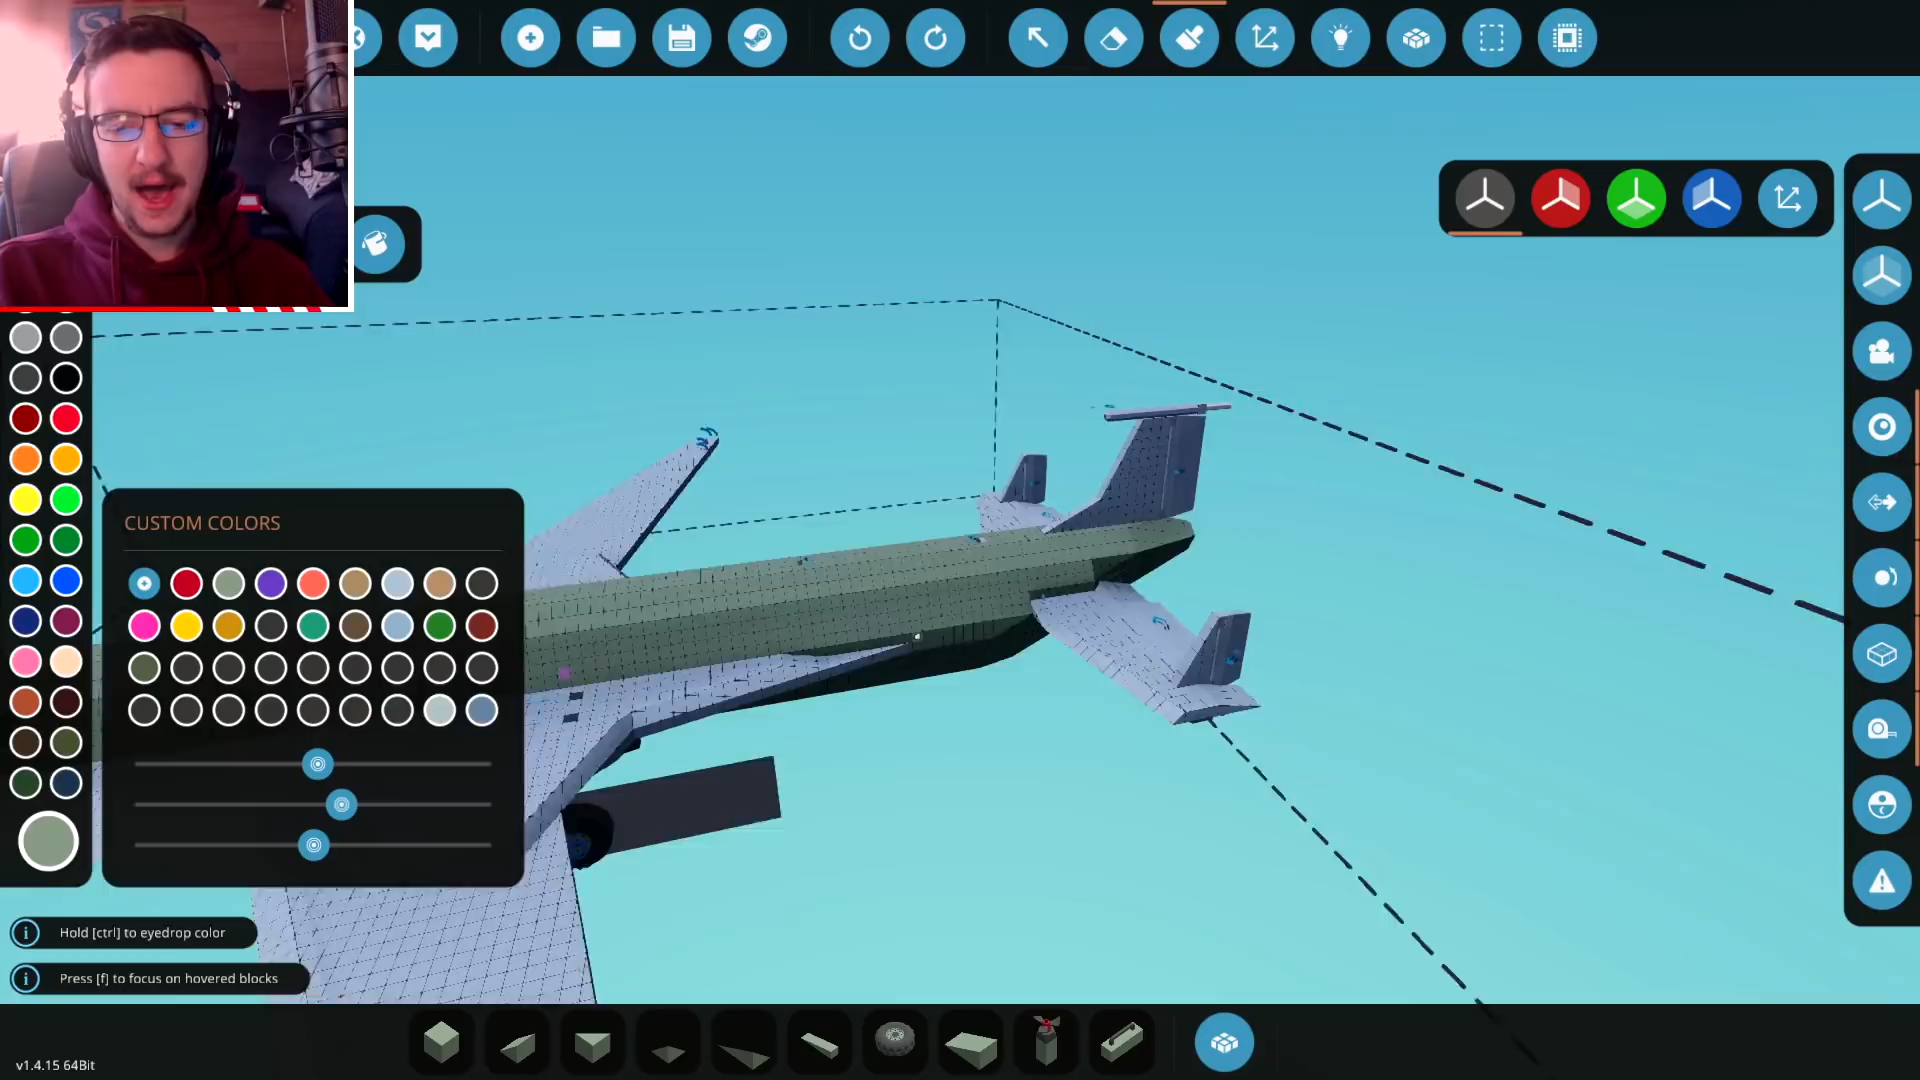 CUSTOM COLORS
Hold [ctrl] to eyedrop color
Press [f] to focus on hovered blocks
v1.4.15 64Bit